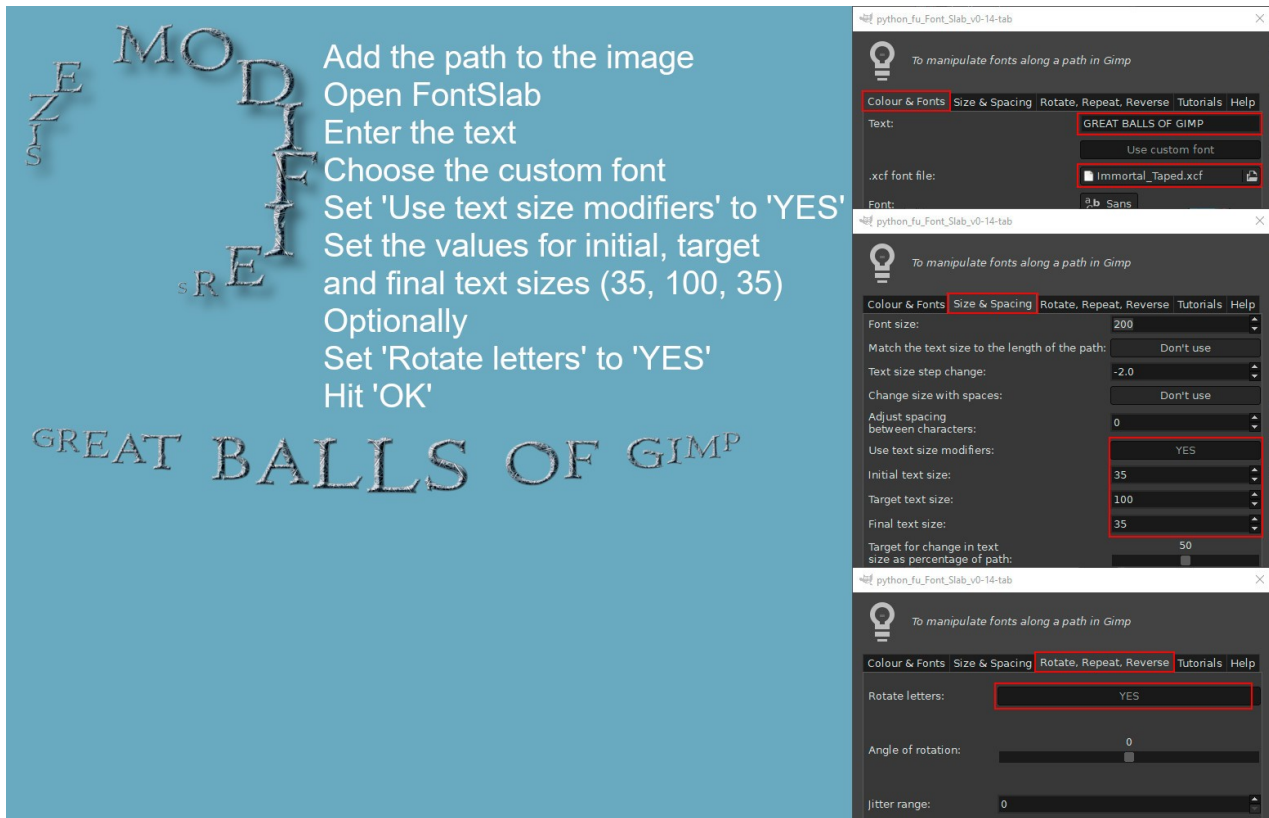 SIZE MODIFIERs
Add the path to the image
Open FontSlab
Enter the text
Choose the custom font
Set 'Use text size modifiers' to 'YES'
Set the values for initial, target
and final text sizes (35, 100, 35)
Optionally
Set 'Rotate letters' to 'YES'
Hit 'OK'
GREAT BALLS OF GIMP
python_fu_Font_Slab_v0-14-tab
To manipulate fonts along a path in Gimp
Colour & Fonts Size & Spacing Rotate, Repeat, Reverse Tutorials Help
Text: GREAT BALLS OF GIMP
Use custom font
.xcf font file: Immortal_Taped.xcf
Font: a,b Sans
python_fu_Font_Slab_v0-14-tab
To manipulate fonts along a path in Gimp
Colour & Fonts Size & Spacing Rotate, Repeat, Reverse Tutorials Help
Font size: 200
Match the text size to the length of the path: Don't use
Text size step change: -2.0
Change size with spaces: Don't use
Adjust spacing
between characters: 0
Use text size modifiers: YES
Initial text size: 35
Target text size: 100
Final text size: 35
Target for change in text
size as percentage of path: 50
python_fu_Font_Slab_v0-14-tab
To manipulate fonts along a path in Gimp
Colour & Fonts Size & Spacing Rotate, Repeat, Reverse Tutorials Help
Rotate letters: YES
Angle of rotation: 0
Jitter range: 0